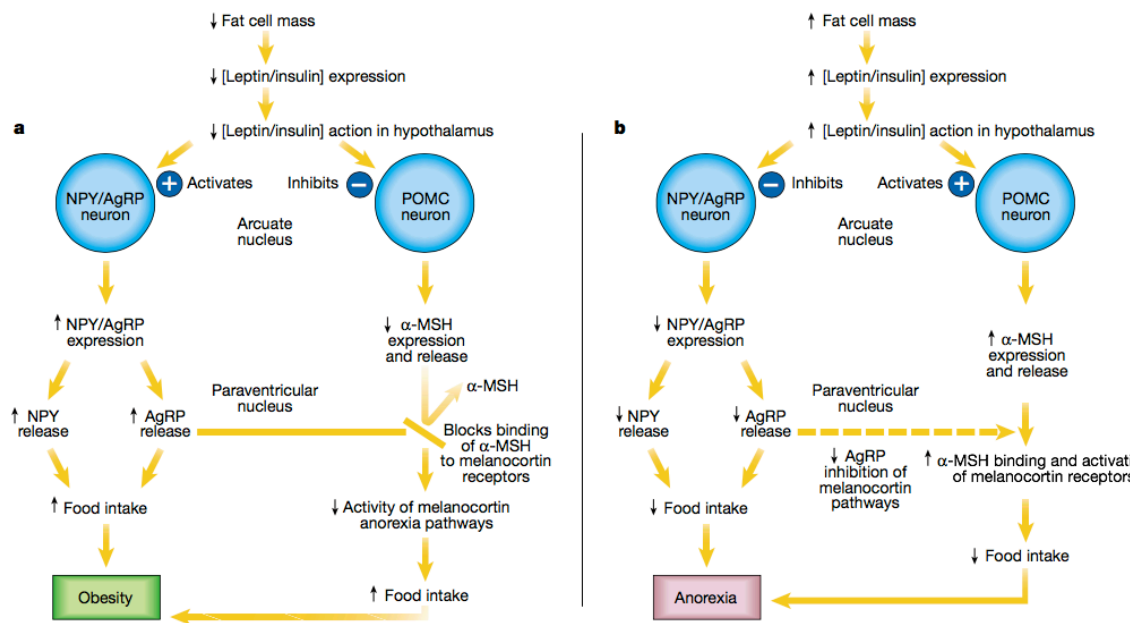 ↓ Fat cell mass
↓ [Leptin/insulin] expression
a
↓ [Leptin/insulin] action in hypothalamus
NPY/AgRP
neuron
+ Activates
Inhibits −
POMC
neuron
Arcuate
nucleus
↑ NPY/AgRP
expression
↓ α-MSH
expression
and release
α-MSH
↑ NPY
release
↑ AgRP
release
Paraventricular
nucleus
Blocks binding
of α-MSH
to melanocortin
receptors
↑ Food intake
↓ Activity of melanocortin
anorexia pathways
Obesity
↑ Food intake
↑ Fat cell mass
↑ [Leptin/insulin] expression
b
↑ [Leptin/insulin] action in hypothalamus
NPY/AgRP
neuron
− Inhibits
Activates +
POMC
neuron
Arcuate
nucleus
↓ NPY/AgRP
expression
↑ α-MSH
expression
and release
↓ NPY
release
↓ AgRP
release
Paraventricular
nucleus
↓ AgRP
inhibition of
melanocortin
pathways
↑ α-MSH binding and activati
of melanocortin receptors
↓ Food intake
↓ Food intake
Anorexia